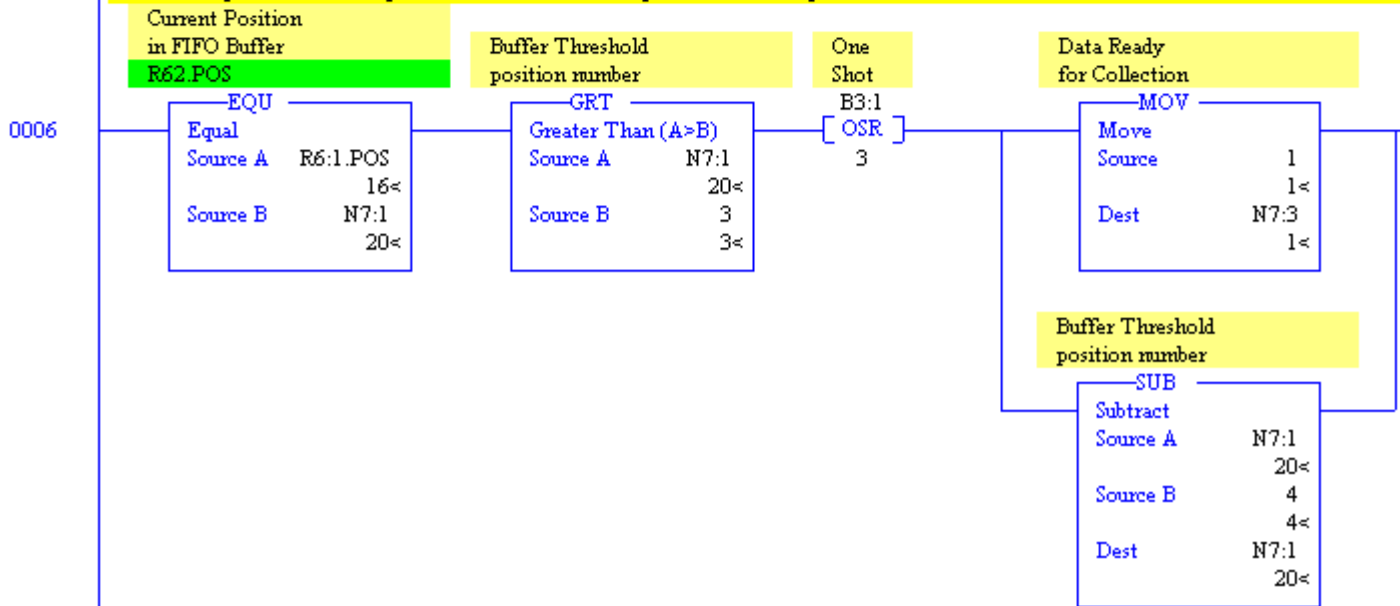 Current Position
in FIFO Buffer
R62.POS
Buffer Threshold
position number
One
Shot
B3:1
Data Ready
for Collection
0006
EQU
Equal
Source A R6:1.POS
16<
Source B N7:1
20<
GRT
Greater Than (A>B)
Source A N7:1
20<
Source B 3
3<
OSR
3
MOV
Move
Source 1
1<
Dest N7:3
1<
Buffer Threshold
position number
SUB
Subtract
Source A N7:1
20<
Source B 4
4<
Dest N7:1
20<